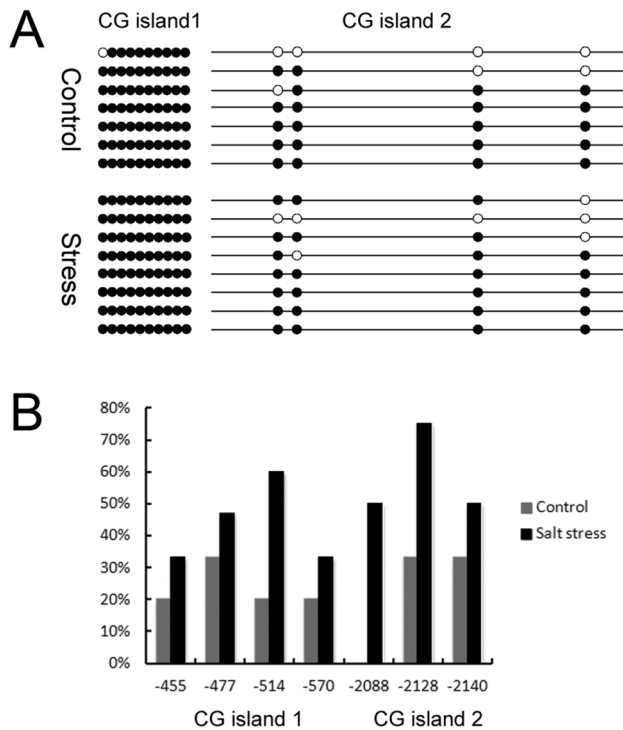 A
CG island1
CG island 2
Control
Stress
B
80%
70%
60%
50%
40%
30%
20%
10%
0%
Control
Salt stress
-455 -477 -514 -570 -2088 -2128 -2140
CG island 1
CG island 2